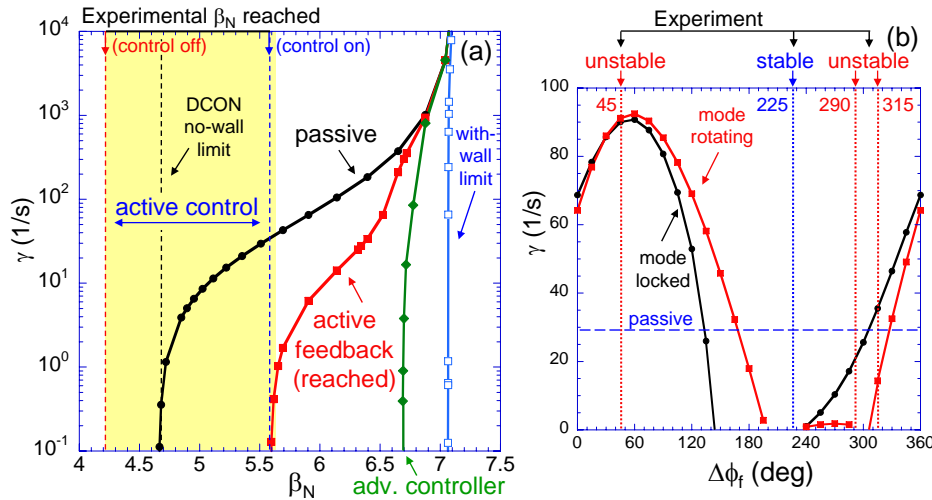 Experimental βN reached
(control off)
(control on)
(a)
DCON
no-wall
limit
passive
with-
wall
limit
active control
active
feedback
(reached)
γ (1/s)
10^4
10^3
10^2
10^1
10^0
10^-1
4 4.5 5 5.5 6 6.5 7 7.5
βN
adv. controller
Experiment
(b)
unstable
stable
unstable
45
225
290
315
mode
rotating
mode
locked
passive
γ (1/s)
100
80
60
40
20
0
0 60 120 180 240 300 360
Δϕf (deg)